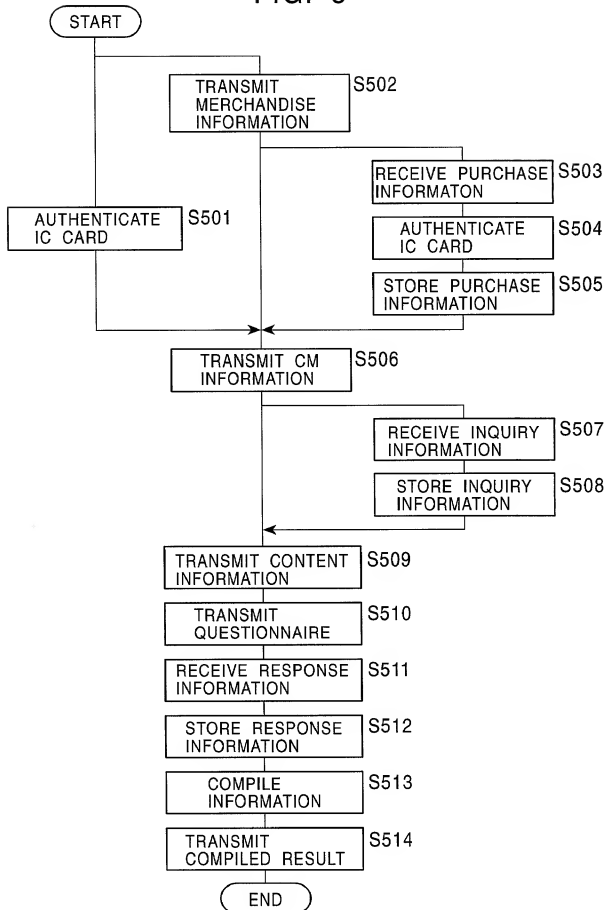 START
TRANSMIT
MERCHANDISE
INFORMATION
S502
RECEIVE PURCHASE
INFORMATON
S503
AUTHENTICATE
IC CARD
S501
AUTHENTICATE
IC CARD
S504
STORE PURCHASE
INFORMATION
S505
TRANSMIT CM
INFORMATION
S506
RECEIVE INQUIRY
INFORMATION
S507
STORE INQUIRY
INFORMATION
S508
TRANSMIT CONTENT
INFORMATION
S509
TRANSMIT
QUESTIONNAIRE
S510
RECEIVE RESPONSE
INFORMATION
S511
STORE RESPONSE
INFORMATION
S512
COMPILE
INFORMATION
S513
TRANSMIT
COMPILED RESULT
S514
END